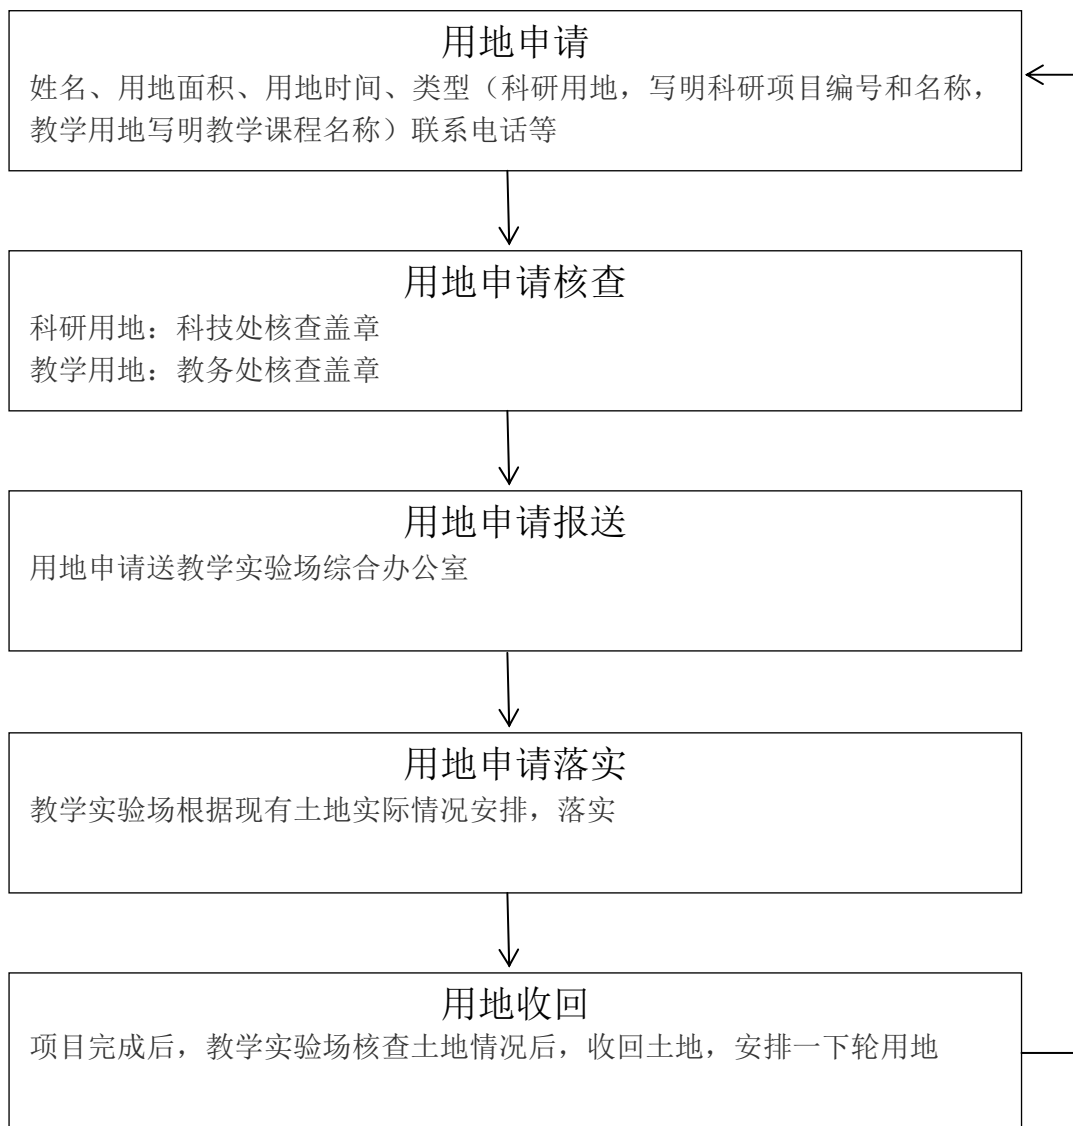 用地申请
姓名、用地面积、用地时间、类型（科研用地，写明科研项目编号和名称，
教学用地写明教学课程名称）联系电话等
用地申请核查
科研用地：科技处核查盖章
教学用地：教务处核查盖章
用地申请报送
用地申请送教学实验场综合办公室
用地申请落实
教学实验场根据现有土地实际情况安排，落实
用地收回
项目完成后，教学实验场核查土地情况后，收回土地，安排一下轮用地